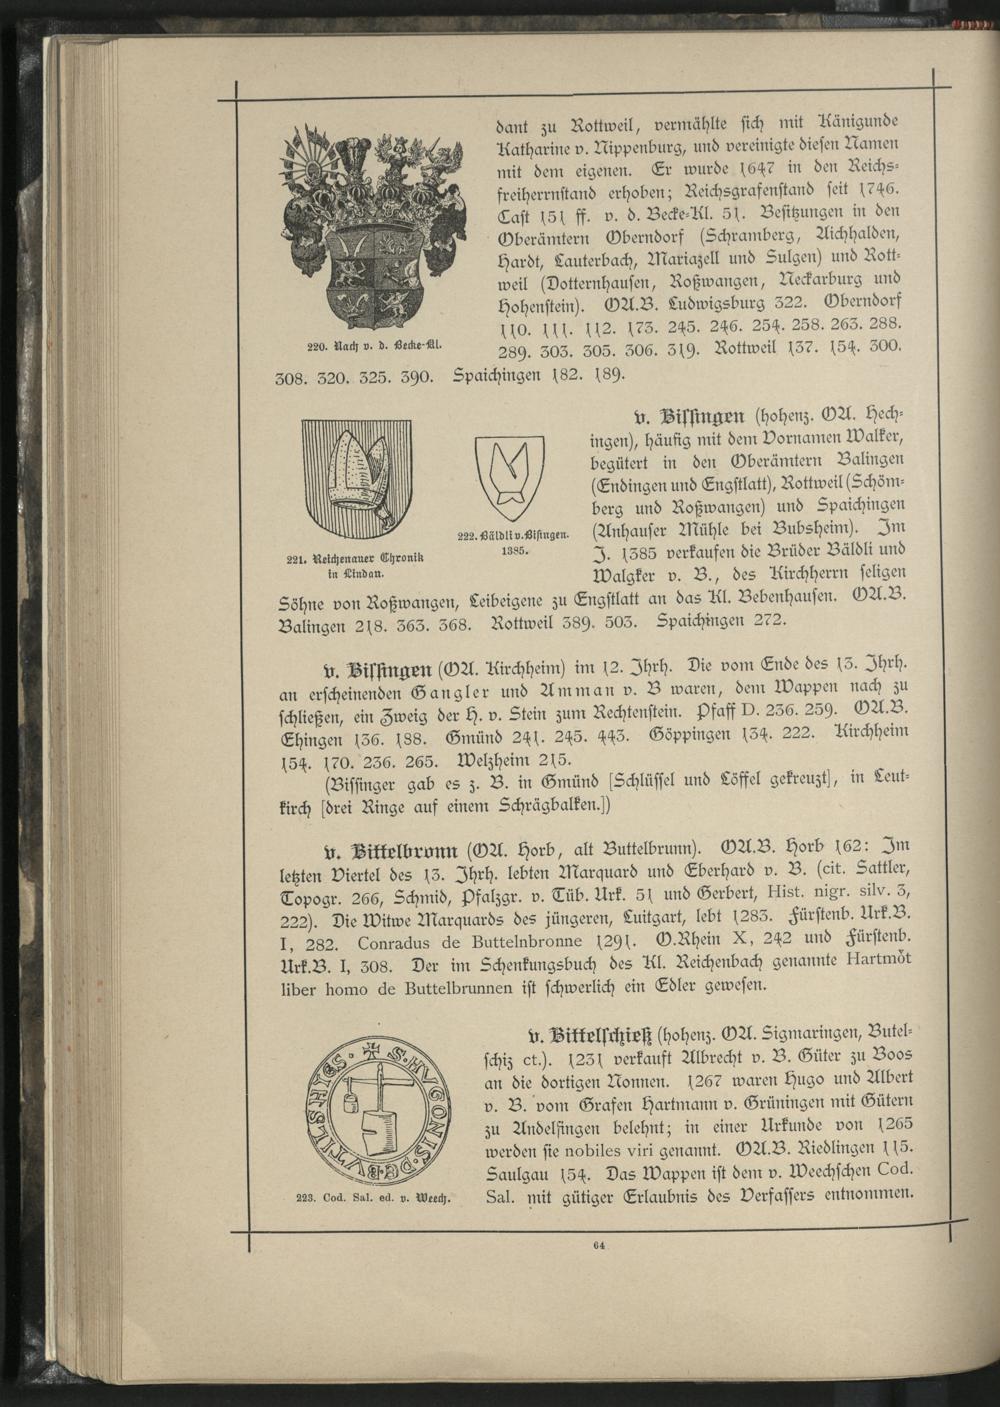 dant zu Rottweil, vermählte sich mit Känigunde
Katharine v. Nippenburg, und vereinigte diesen Namen
mit dem eigenen. Er wurde 1647 in den Reichs-
freiherrnstand erhoben; Reichsgrafenstand seit 1746.
Cast 151 ff. v. d. Becke-Kl. 51. Besitzungen in den
Oberämtern Oberndorf (Schramberg, Aichhalden,
Hardt, Lauterbach, Mariazell und Sulgen) und Rott-
weil (Dotternhausen, Roßwangen, Neckarburg und
Hohenstein). OA.B. Ludwigsburg 322. Oberndorf
110. 111. 112. 173. 245. 246. 254. 258. 263. 288.
289. 303. 305. 306. 319. Rottweil 137. 154. 300.
308. 320. 325. 390. Spaichingen 182. 189.
220. Nach v. d. Becke-Kl.
v. Bissingen (hohenz. OA. Hech-
ingen), häufig mit dem Vornamen Walker,
begütert in den Oberämtern Balingen
(Endingen und Engstlatt), Rottweil (Schöm-
berg und Roßwangen) und Spaichingen
(Anhauser Mühle bei Bubsheim). Im
J. 1385 verkaufen die Brüder Bäldli und
Walgker v. B., des Kirchherrn seligen
Söhne von Roßwangen, Leibeigene zu Engstlatt an das Kl. Bebenhausen. OA.B.
Balingen 218. 363. 368. Rottweil 389. 503. Spaichingen 272.
221. Reichenauer Chronik
in Lindau.
222. Bäldli v. Bisingen.
1385.
v. Bissingen (OA. Kirchheim) im 12. Jhrh. Die vom Ende des 13. Jhrh.
an erscheinenden Gangler und Amman v. B waren, dem Wappen nach zu
schließen, ein Zweig der H. v. Stein zum Rechtenstein. Pfaff D. 236. 259. OA.B.
Ehingen 136. 188. Gmünd 241. 245. 443. Göppingen 134. 222. Kirchheim
154. 170. 236. 265. Welzheim 215.
(Bissinger gab es z. B. in Gmünd [Schlüssel und Löffel gekreuzt], in Leut-
kirch [drei Ringe auf einem Schrägbalken.])
v. Bittelbronn (OA. Horb, alt Buttelbrunn). OA.B. Horb 162: Im
letzten Viertel des 13. Jhrh. lebten Marquard und Eberhard v. B. (cit. Sattler,
Topogr. 266, Schmid, Pfalzgr. v. Tüb. Urk. 51 und Gerbert, Hist. nigr. silv. 3,
222). Die Witwe Marquards des jüngeren, Luitgart, lebt 1283. Fürstenb. Urk.B.
I, 282. Conradus de Buttelnbronne 1291. O.Rhein X, 242 und Fürstenb.
Urk.B. I, 308. Der im Schenkungsbuch des Kl. Reichenbach genannte Hartmoͮt
liber homo de Buttelbrunnen ist schwerlich ein Edler gewesen.
v. Bittelschieß (hohenz. OA. Sigmaringen, Butel-
schiz ct.). 1231 verkauft Albrecht v. B. Güter zu Boos
an die dortigen Nonnen. 1267 waren Hugo und Albert
v. B. vom Grafen Hartmann v. Grüningen mit Gütern
zu Andelfingen belehnt; in einer Urkunde von 1265
werden sie nobiles viri genannt. OA.B. Riedlingen 115.
Saulgau 154. Das Wappen ist dem v. Weechschen Cod.
Sal. mit gütiger Erlaubnis des Verfassers entnommen.
S. HVGONIS. DE. BVTILSHIES.
223. Cod. Sal. ed. v. Weech.
64